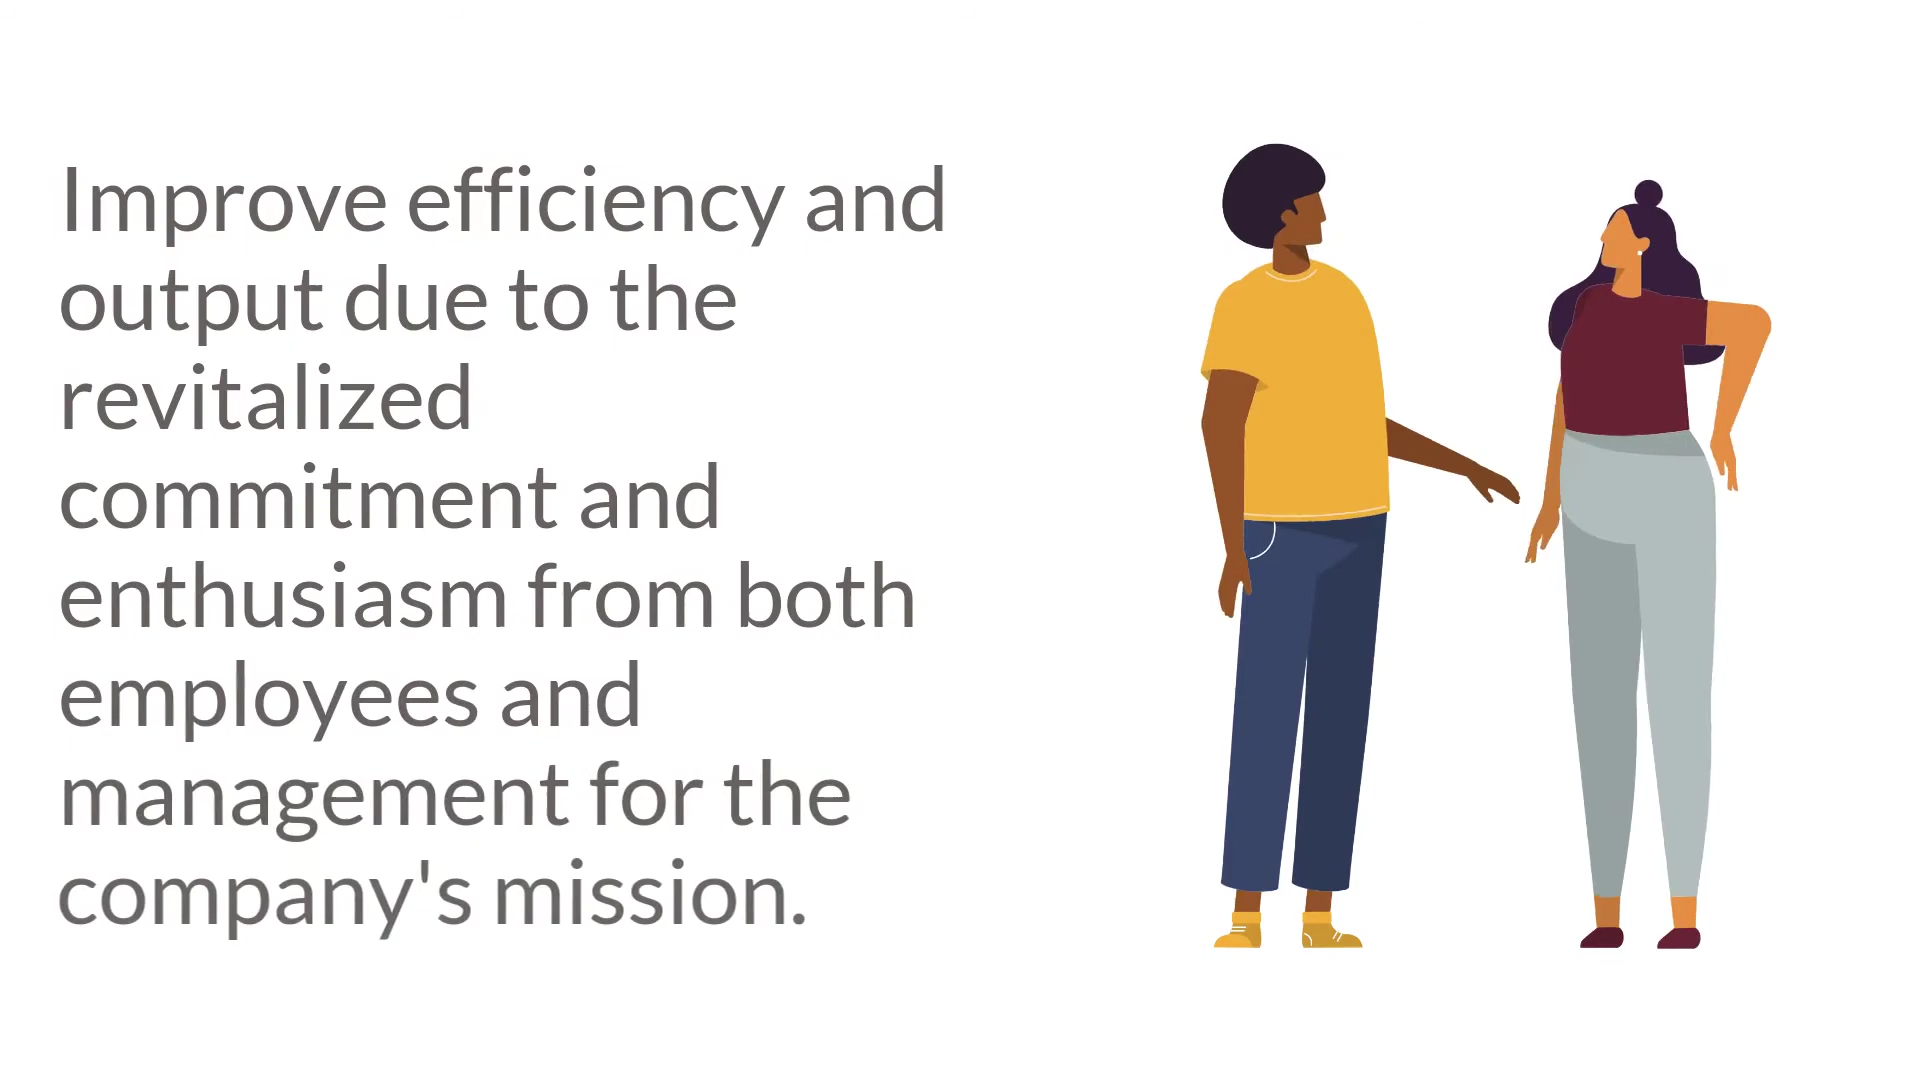 Improve efficiency and
output due to the
revitalized
commitment and
enthusiasm from both
employees and
management for the
company's mission.